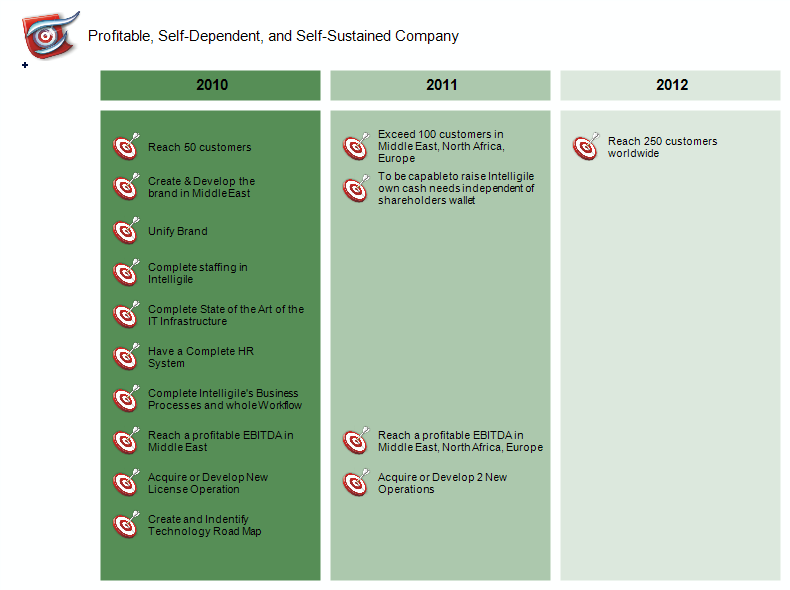 Profitable, Self-Dependent, and Self-Sustained Company
2010
2011
2012
Reach 50 customers
Create & Develop the
brand in Middle East
Unify Brand
Complete staffing in
Intelligile
Complete State of the Art of the
IT Infrastructure
Have a Complete HR
System
Complete Intelligile's Business
Processes and whole Workflow
Reach a profitable EBITDA in
Middle East
Acquire or Develop New
License Operation
Create and Indentify
Technology Road Map
Exceed 100 customers in
Middle East, North Africa,
Europe
To be capable to raise Intelligile
own cash needs independent of
shareholders wallet
Reach a profitable EBITDA in
Middle East, North Africa, Europe
Acquire or Develop 2 New
Operations
Reach 250 customers
worldwide